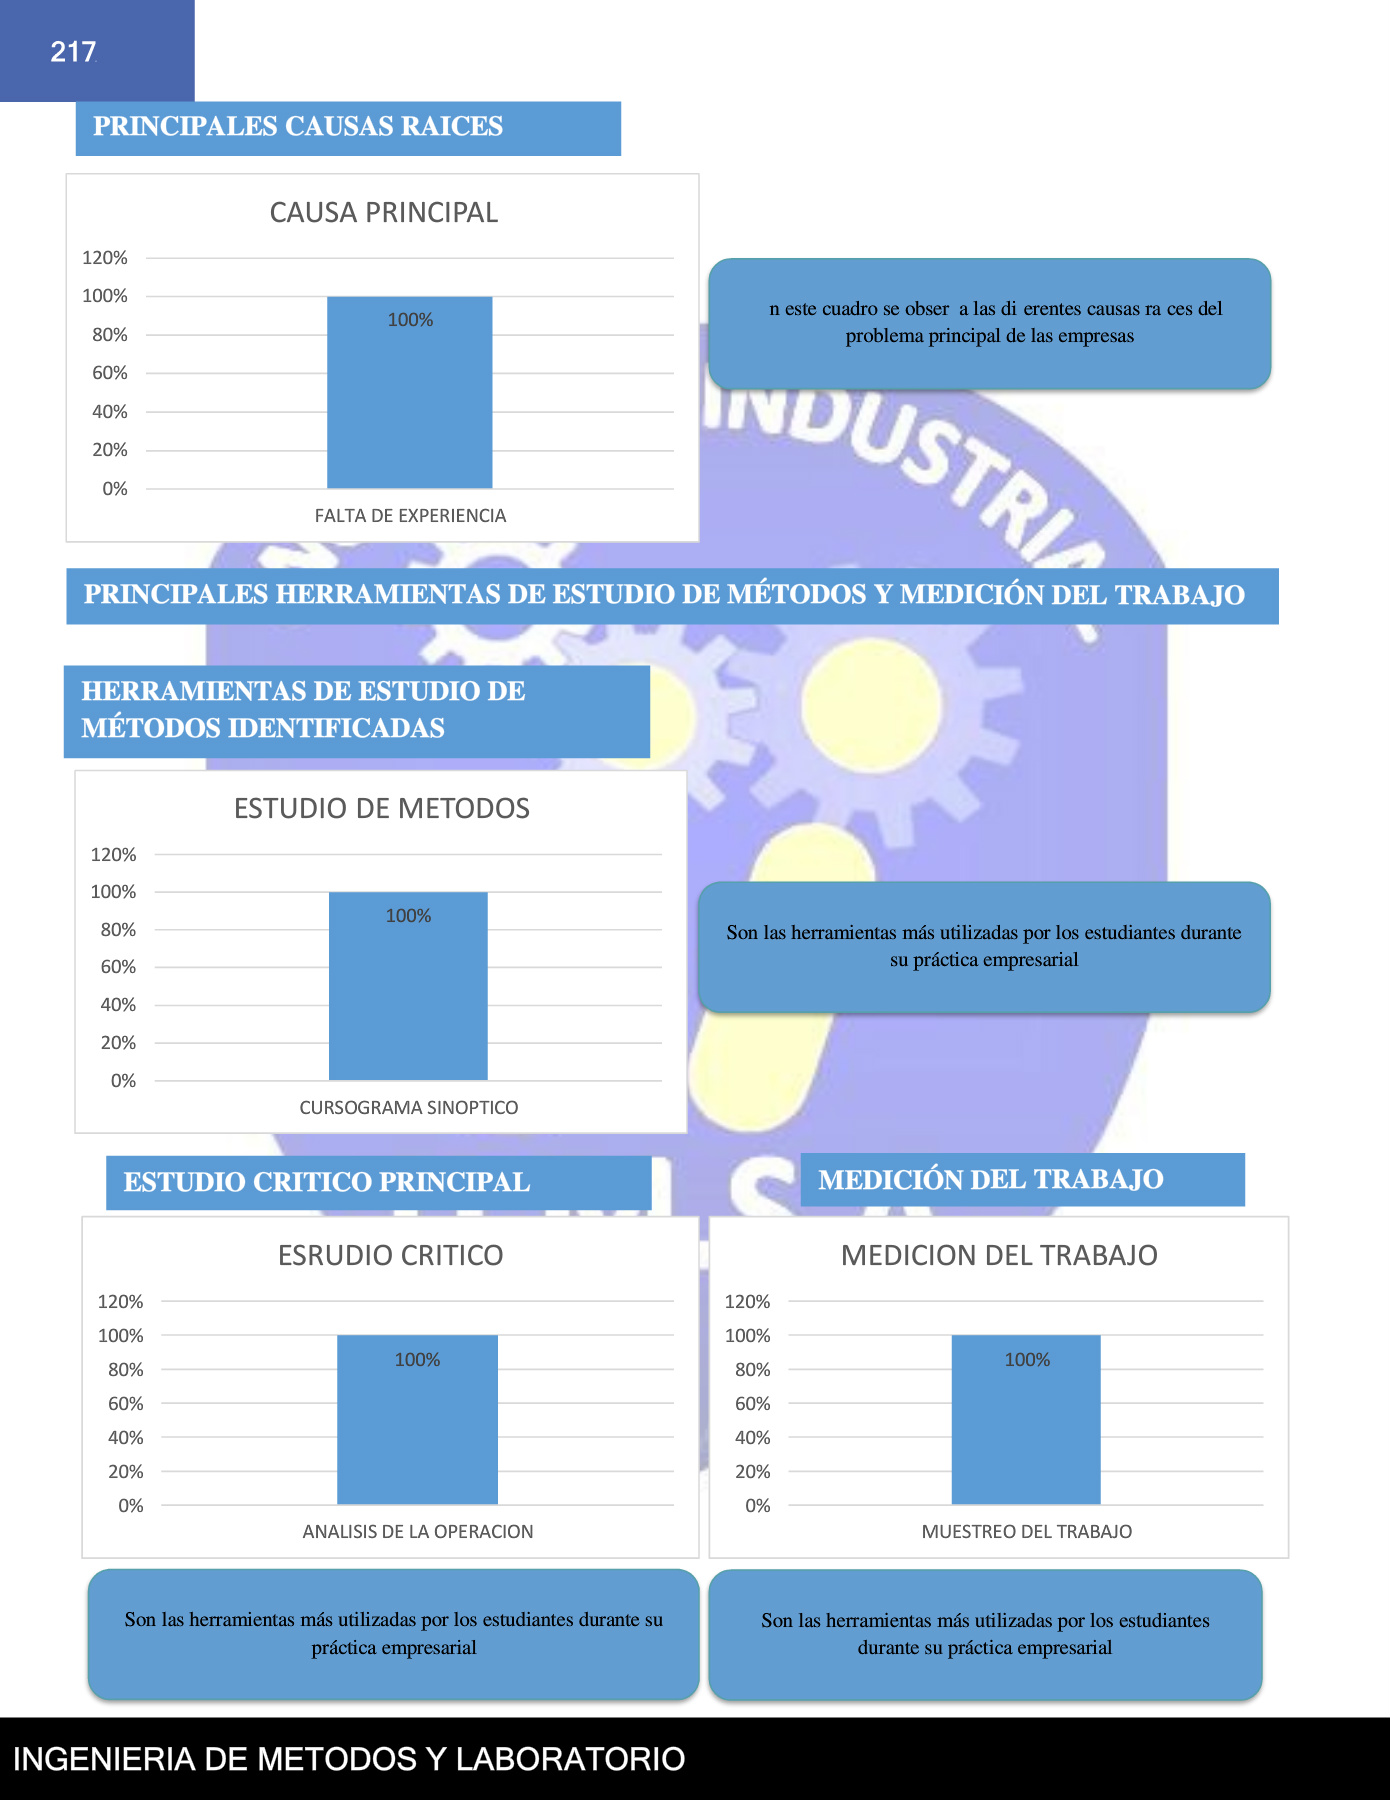 217
PRINCIPALES CAUSAS RAICES
CAUSA PRINCIPAL
120%
100%
80%
60%
40%
20%
0%
100%
FALTA DE EXPERIENCIA
n este cuadro se obser a las di erentes causas ra ces del
problema principal de las empresas
INDUSTRIAL
PRINCIPALES HERRAMIENTAS DE ESTUDIO DE MÉTODOS Y MEDICIÓN DEL TRABAJO
HERRAMIENTAS DE ESTUDIO DE
MÉTODOS IDENTIFICADAS
ESTUDIO DE METODOS
120%
100%
80%
60%
40%
20%
0%
100%
CURSOGRAMA SINOPTICO
Son las herramientas más utilizadas por los estudiantes durante
su práctica empresarial
ESTUDIO CRITICO PRINCIPAL
ESRUDIO CRITICO
120%
100%
80%
60%
40%
20%
0%
100%
ANALISIS DE LA OPERACION
Son las herramientas más utilizadas por los estudiantes durante su
práctica empresarial
MEDICIÓN DEL TRABAJO
MEDICION DEL TRABAJO
120%
100%
80%
60%
40%
20%
0%
100%
MUESTREO DEL TRABAJO
Son las herramientas más utilizadas por los estudiantes
durante su práctica empresarial
INGENIERIA DE METODOS Y LABORATORIO